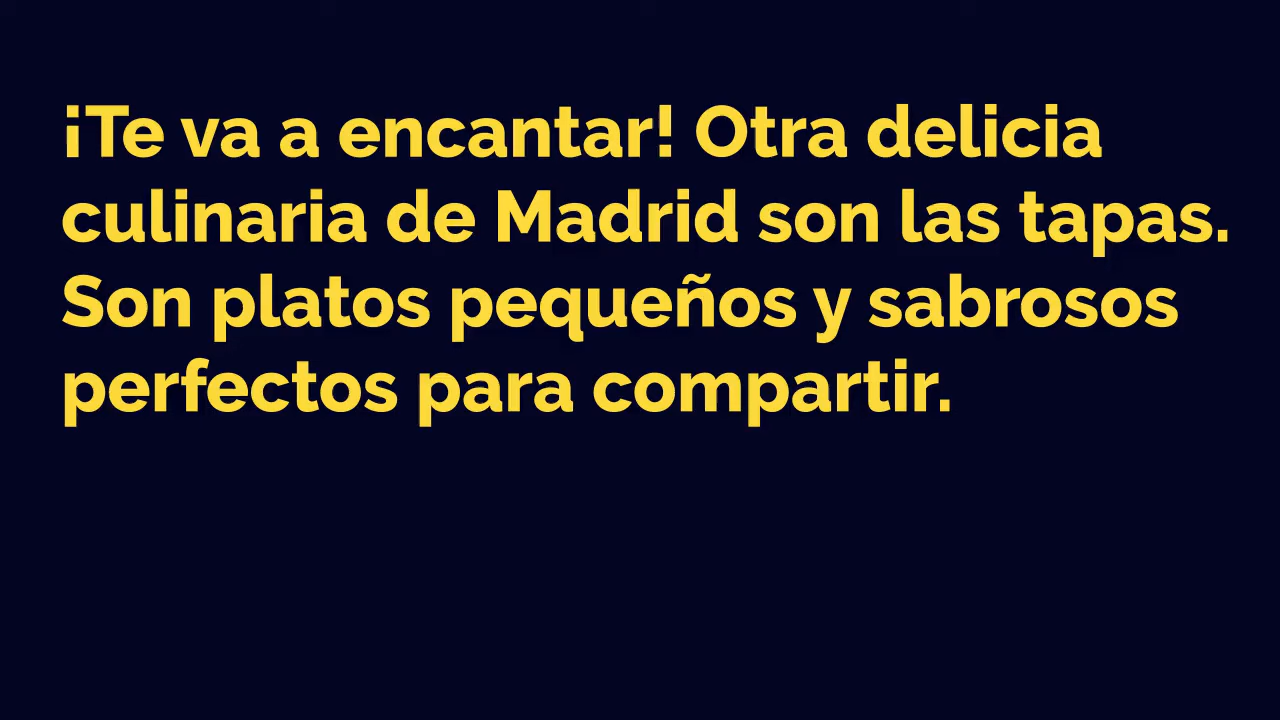 ¡Te va a encantar! Otra delicia
culinaria de Madrid son las tapas.
Son platos pequeños y sabrosos
perfectos para compartir.